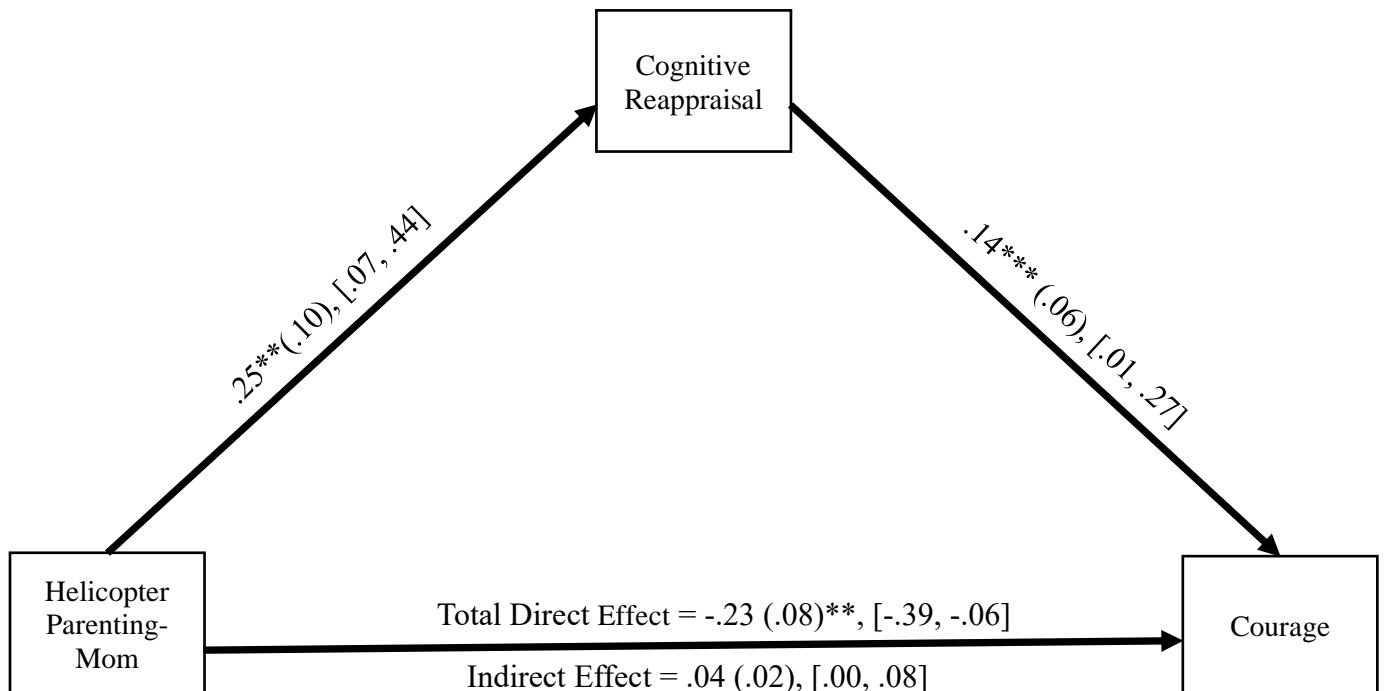 Cognitive
Reappraisal
.25**(.10), [.07, .44]
.14*** (.06), [.01, .27]
Helicopter
Parenting-
Mom
Total Direct Effect = -.23 (.08)**, [-.39, -.06]
Indirect Effect = .04 (.02), [.00, .08]
Courage